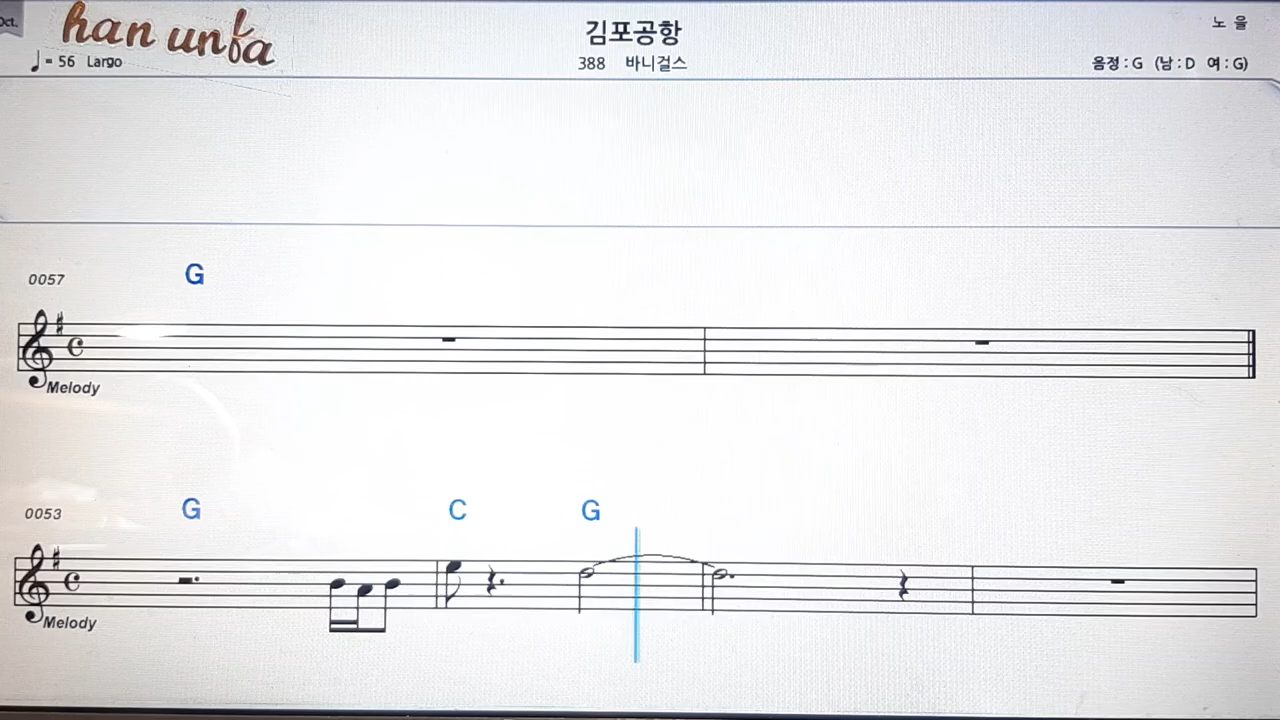 Oct.
han unfa
김포공항
노 을
♩= 56 Largo
388 바니걸스
음정 : G (남 : D 여 : G)
0057
G
Melody
0053
G C G
Melody